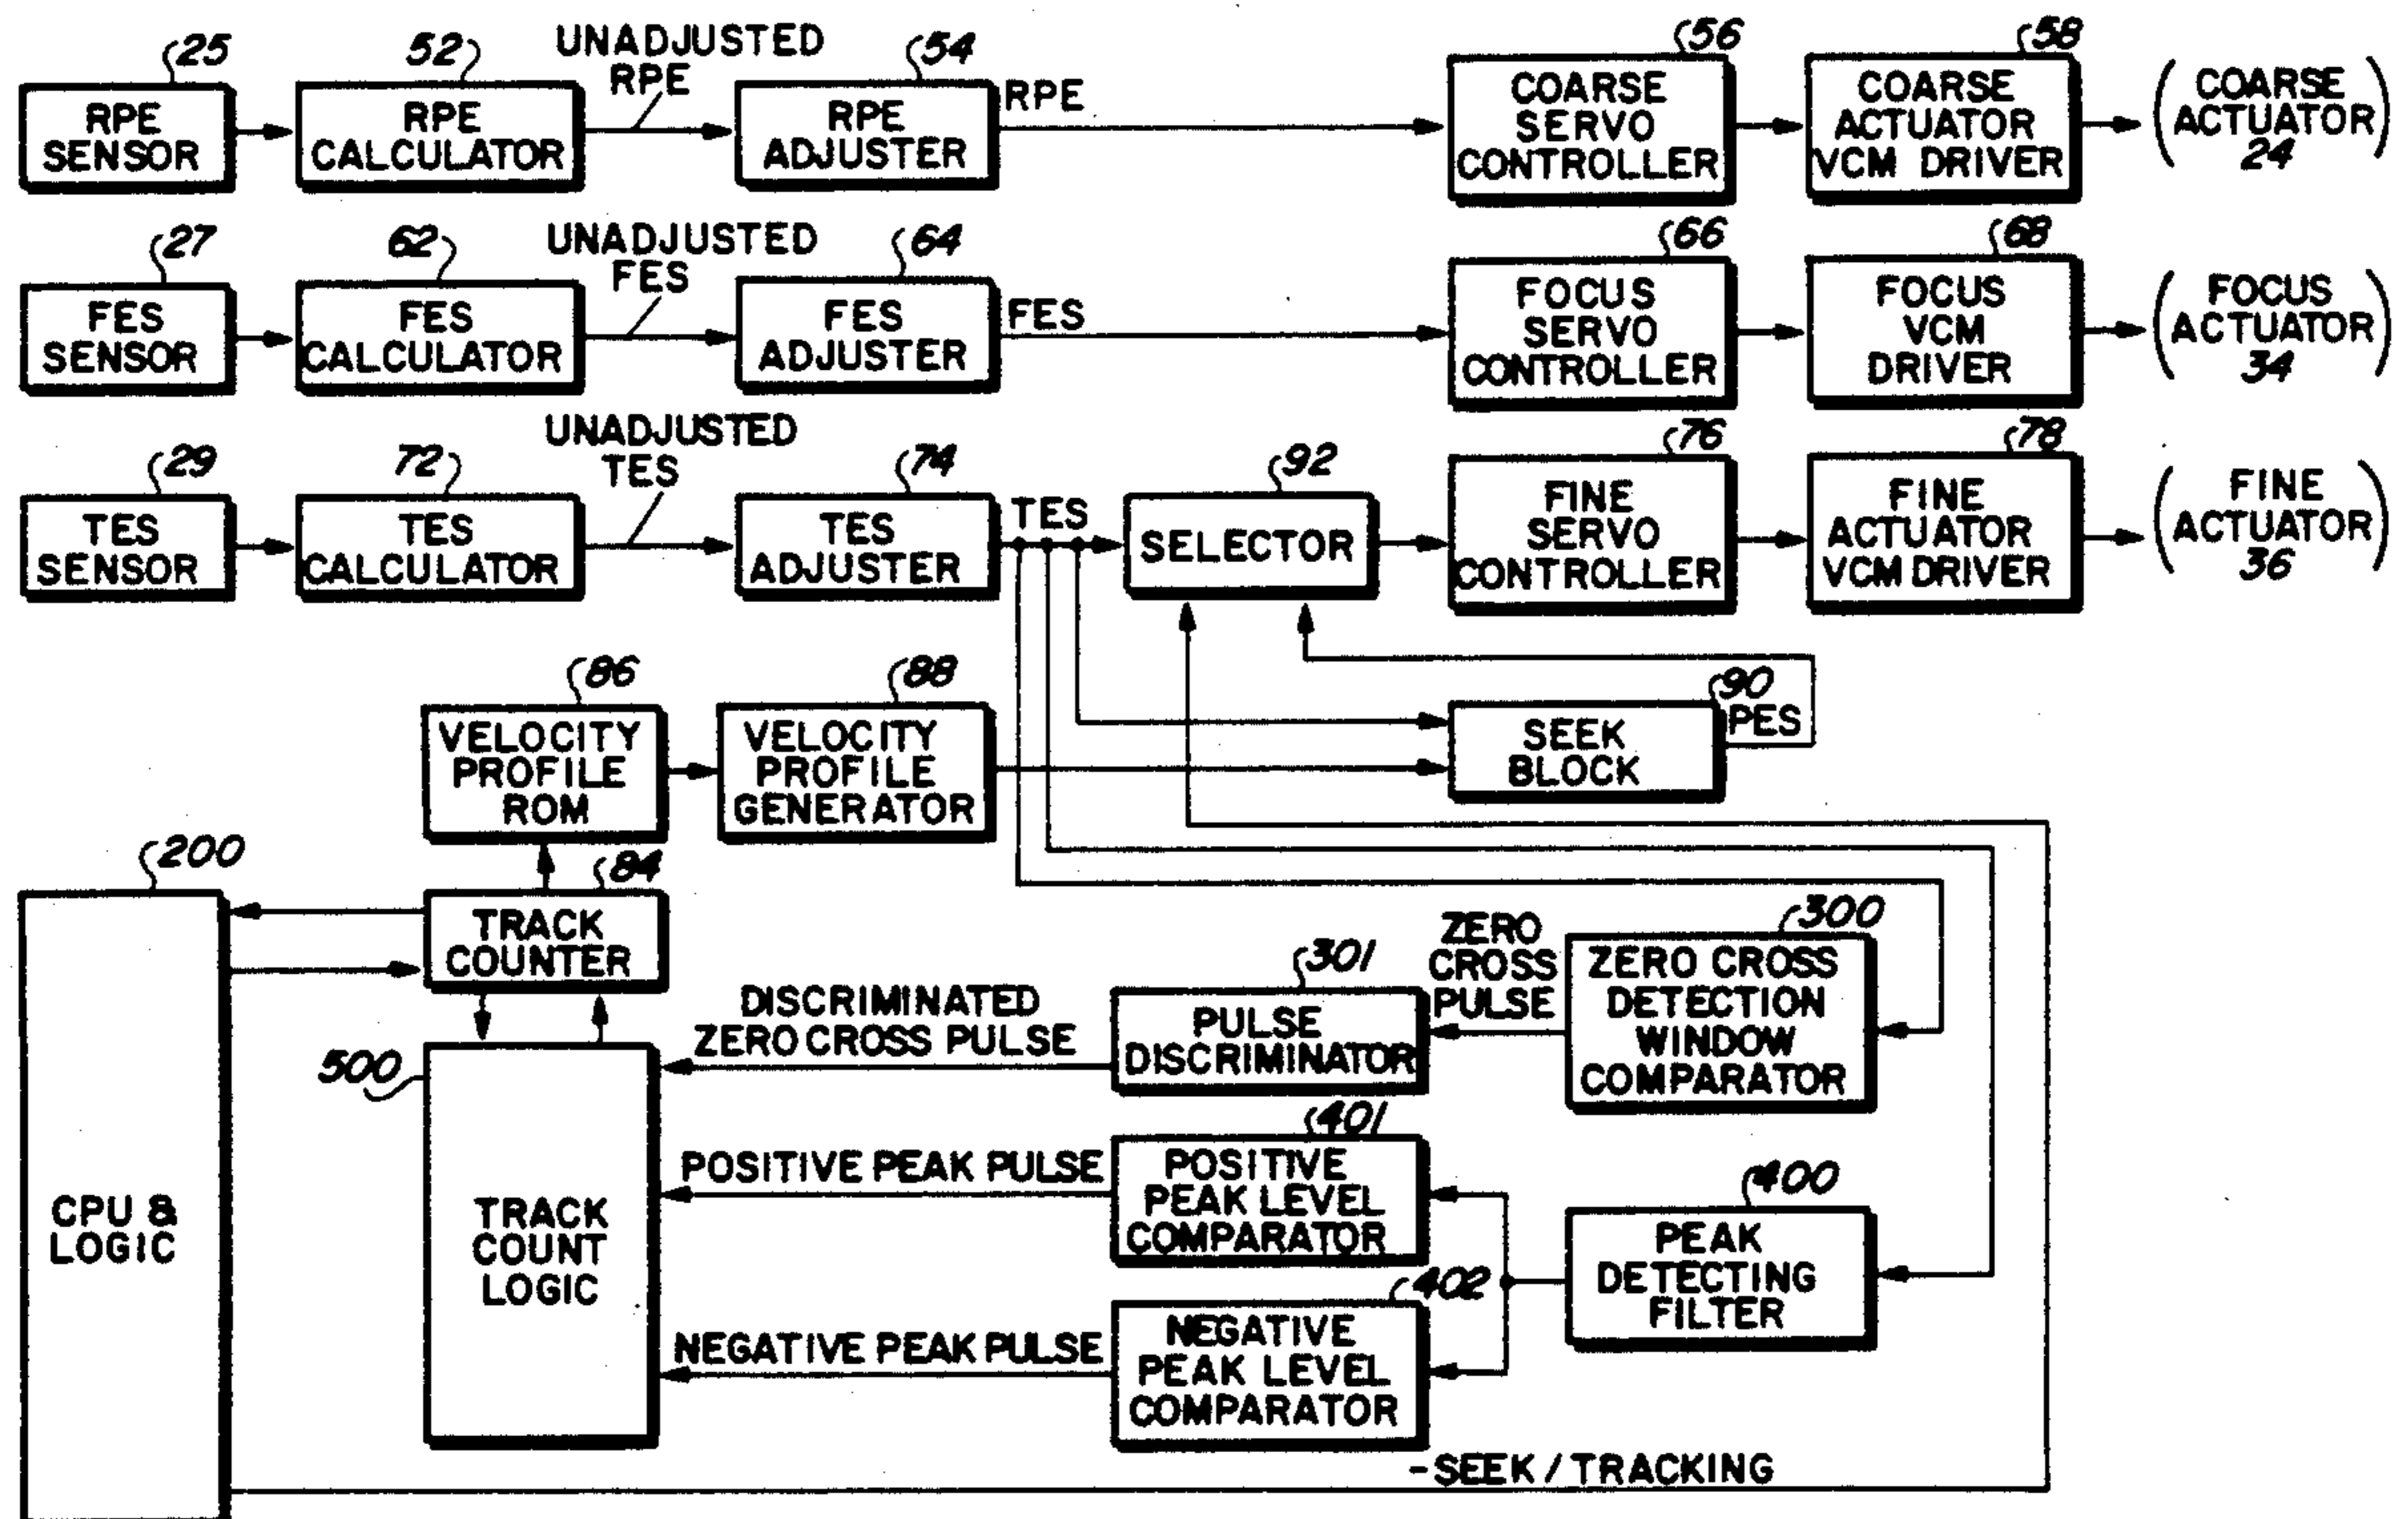 25
RPE
SENSOR
52
RPE
CALCULATOR
UNADJUSTED
RPE
54
RPE
ADJUSTER
RPE
56
COARSE
SERVO
CONTROLLER
58
COARSE
ACTUATOR
VCM DRIVER
(COARSE
ACTUATOR)
24
27
FES
SENSOR
62
FES
CALCULATOR
UNADJUSTED
FES
64
FES
ADJUSTER
FES
66
FOCUS
SERVO
CONTROLLER
68
FOCUS
VCM
DRIVER
(FOCUS
ACTUATOR)
34
29
TES
SENSOR
72
TES
CALCULATOR
UNADJUSTED
TES
74
TES
ADJUSTER
TES
92
SELECTOR
76
FINE
SERVO
CONTROLLER
78
FINE
ACTUATOR
VCM DRIVER
(FINE
ACTUATOR)
36
86
VELOCITY
PROFILE
ROM
88
VELOCITY
PROFILE
GENERATOR
90
PES
SEEK
BLOCK
200
CPU &
LOGIC
84
TRACK
COUNTER
500
TRACK
COUNT
LOGIC
DISCRIMINATED
ZERO CROSS PULSE
301
PULSE
DISCRIMINATOR
ZERO
CROSS
PULSE
300
ZERO CROSS
DETECTION
WINDOW
COMPARATOR
POSITIVE PEAK PULSE
401
POSITIVE
PEAK LEVEL
COMPARATOR
400
PEAK
DETECTING
FILTER
NEGATIVE PEAK PULSE
402
NEGATIVE
PEAK LEVEL
COMPARATOR
-SEEK/TRACKING